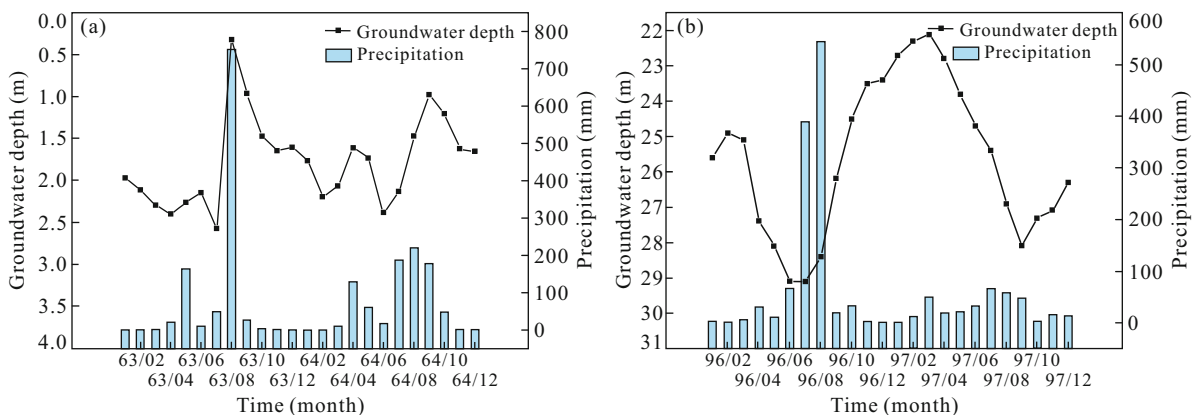 (a)
Groundwater depth
Precipitation
0.0
0.5
1.0
1.5
2.0
2.5
3.0
3.5
4.0
Groundwater depth (m)
800
700
600
500
400
300
200
100
0
Precipitation (mm)
63/02 63/06 63/10 64/02 64/06 64/10
63/04 63/08 63/12 64/04 64/08 64/12
Time (month)
(b)
Groundwater depth
Precipitation
22
23
24
25
26
27
28
29
30
31
Groundwater depth (m)
600
500
400
300
200
100
0
Precipitation (mm)
96/02 96/06 96/10 97/02 97/06 97/10
96/04 96/08 96/12 97/04 97/08 97/12
Time (month)